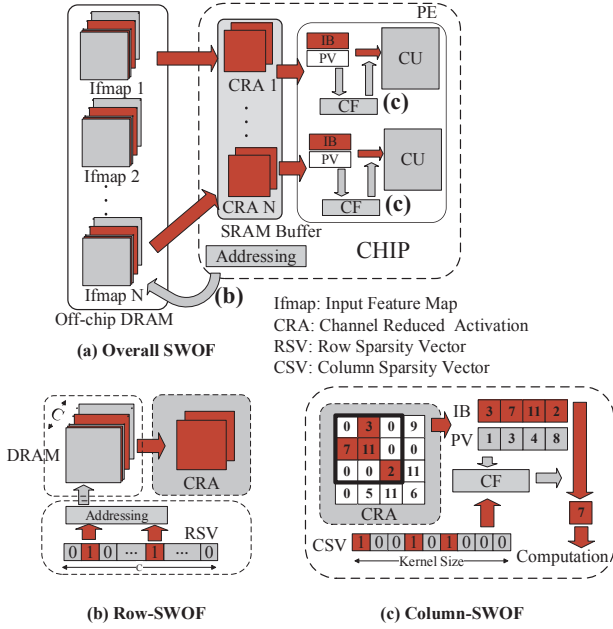 PE
Ifmap 1
CRA 1
IB
PV
CF
(c)
CU
Ifmap 2
Ifmap N
CRA N
IB
PV
CF
(c)
CU
SRAM Buffer
Addressing
CHIP
(b)
Off-chip DRAM
(a) Overall SWOF
Ifmap: Input Feature Map
CRA: Channel Reduced Activation
RSV: Row Sparsity Vector
CSV: Column Sparsity Vector
C
DRAM
CRA
Addressing
RSV
0 1 0 ... 1 ... 0
C
(b) Row-SWOF
0 3 0 9
7 11 0 0
0 0 2 11
0 5 11 6
CRA
IB 3 7 11 2
PV 1 3 4 8
CF
7
CSV 1 0 0 1 0 1 0 0 0
Kernel Size
Computation
(c) Column-SWOF